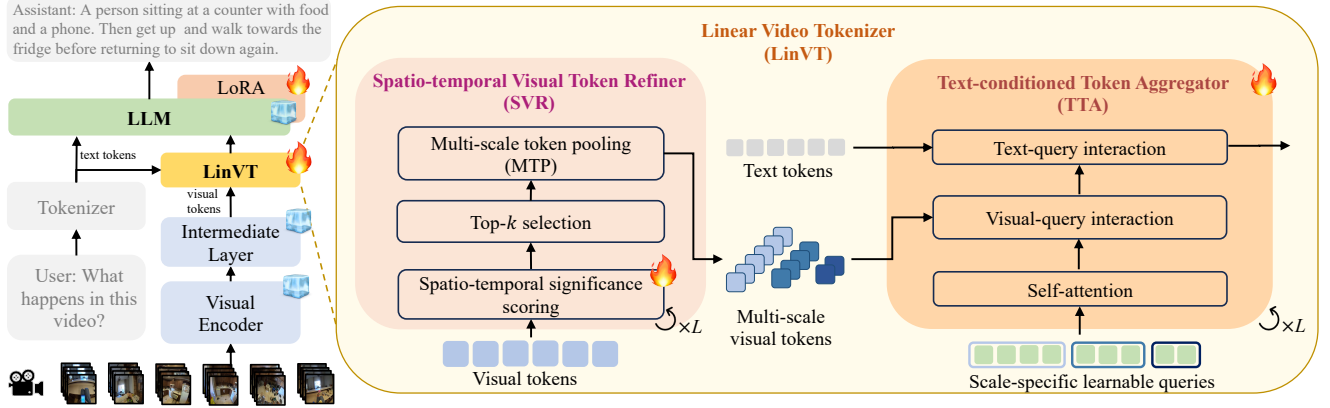 Assistant: A person sitting at a counter with food
and a phone. Then get up and walk towards the
fridge before returning to sit down again.
LoRA
LLM
text tokens
LinVT
visual
tokens
Tokenizer
Intermediate
Layer
User: What
happens in this
video?
Visual
Encoder
Linear Video Tokenizer
(LinVT)
Spatio-temporal Visual Token Refiner
(SVR)
Multi-scale token pooling
(MTP)
Top-k selection
Spatio-temporal significance
scoring
×L
Visual tokens
Text tokens
Multi-scale
visual tokens
Text-conditioned Token Aggregator
(TTA)
Text-query interaction
Visual-query interaction
Self-attention
×L
Scale-specific learnable queries